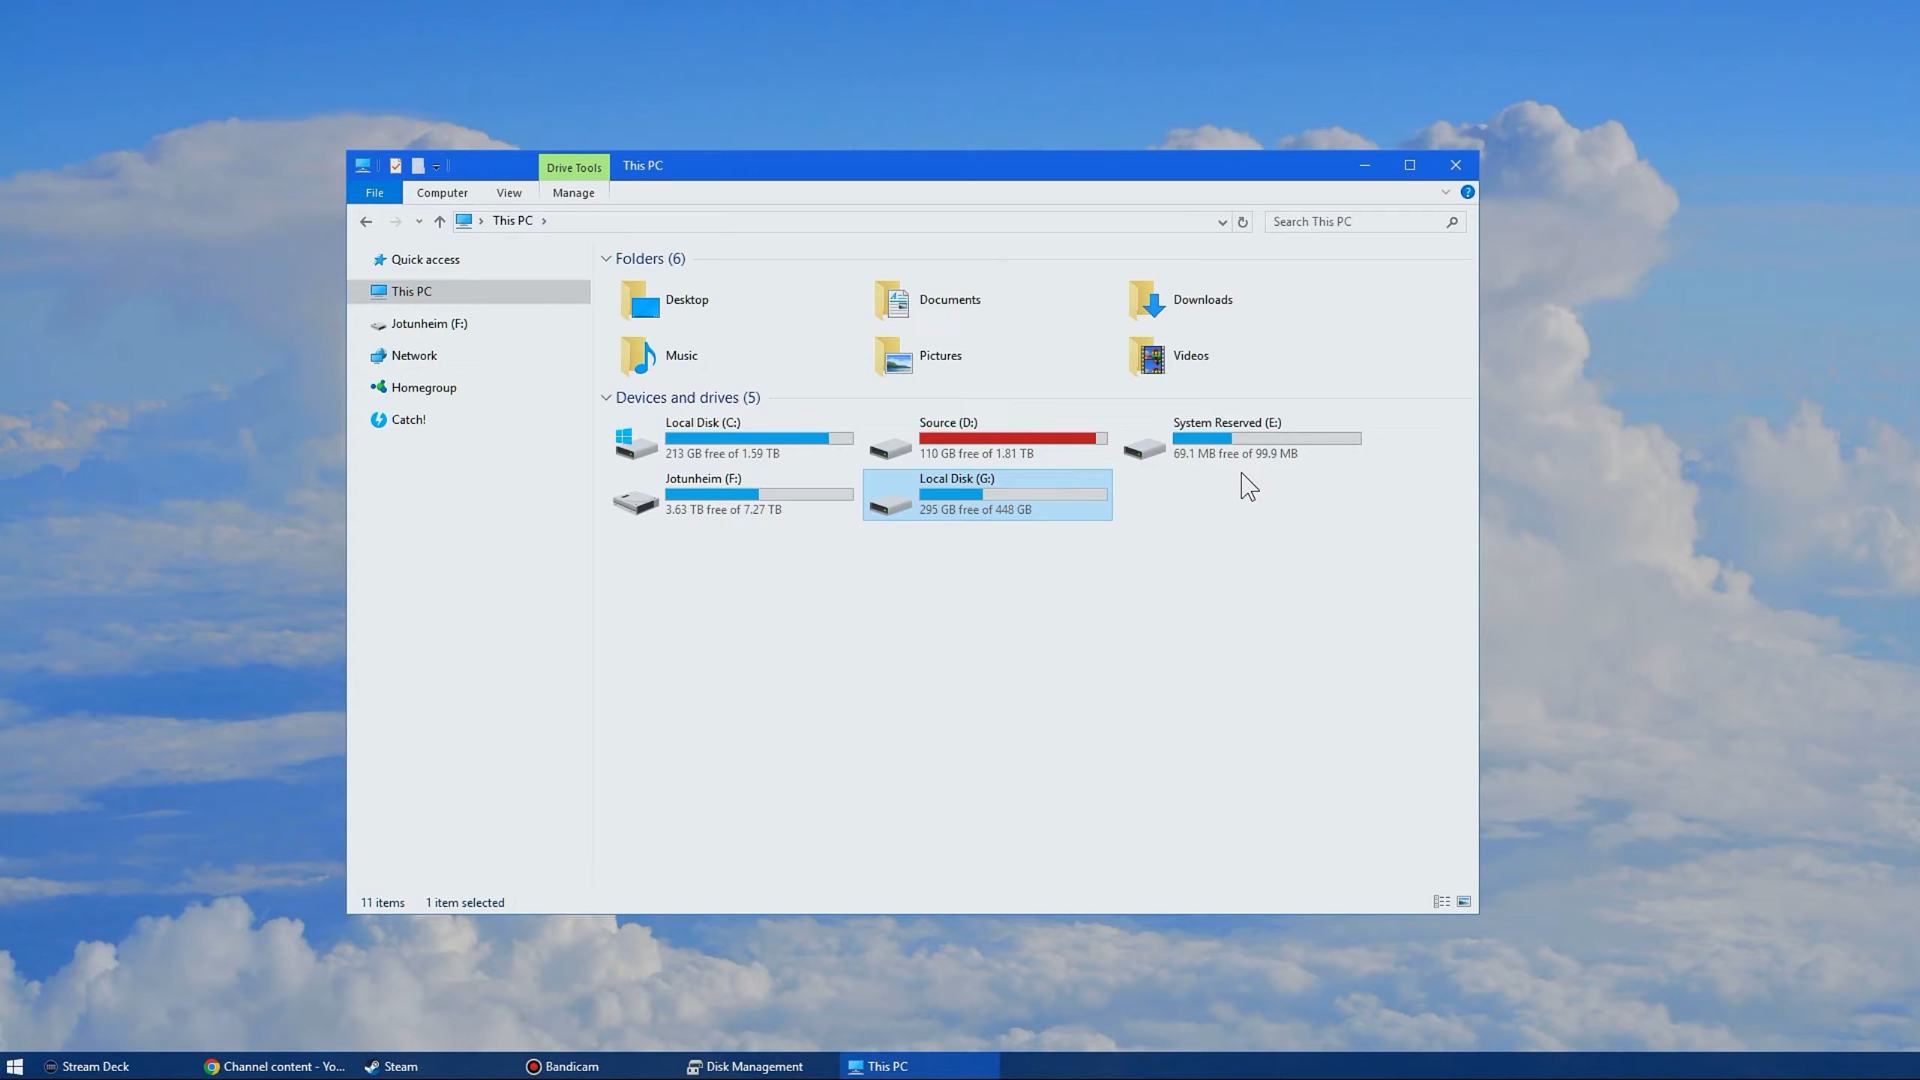 Drive Tools
This PC
File
Computer
View
Manage
This PC
Search This PC
Quick access
This PC
Jotunheim (F:)
Network
Homegroup
Catch!
Folders (6)
Desktop
Documents
Downloads
Music
Pictures
Videos
Devices and drives (5)
Local Disk (C:)
213 GB free of 1.59 TB
Source (D:)
110 GB free of 1.81 TB
System Reserved (E:)
69.1 MB free of 99.9 MB
Jotunheim (F:)
3.63 TB free of 7.27 TB
Local Disk (G:)
295 GB free of 448 GB
11 items
1 item selected
Stream Deck
Channel content - Yo...
Steam
Bandicam
Disk Management
This PC